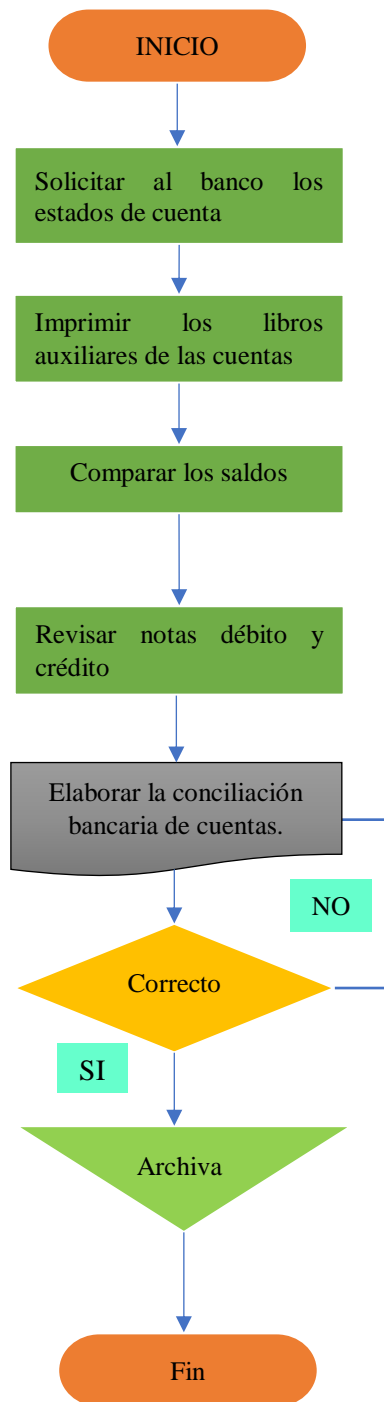 INICIO
Solicitar al banco los
estados de cuenta
Imprimir los libros
auxiliares de las cuentas
Comparar los saldos
Revisar notas débito y
crédito
Elaborar la conciliación
bancaria de cuentas.
NO
Correcto
SI
Archiva
Fin